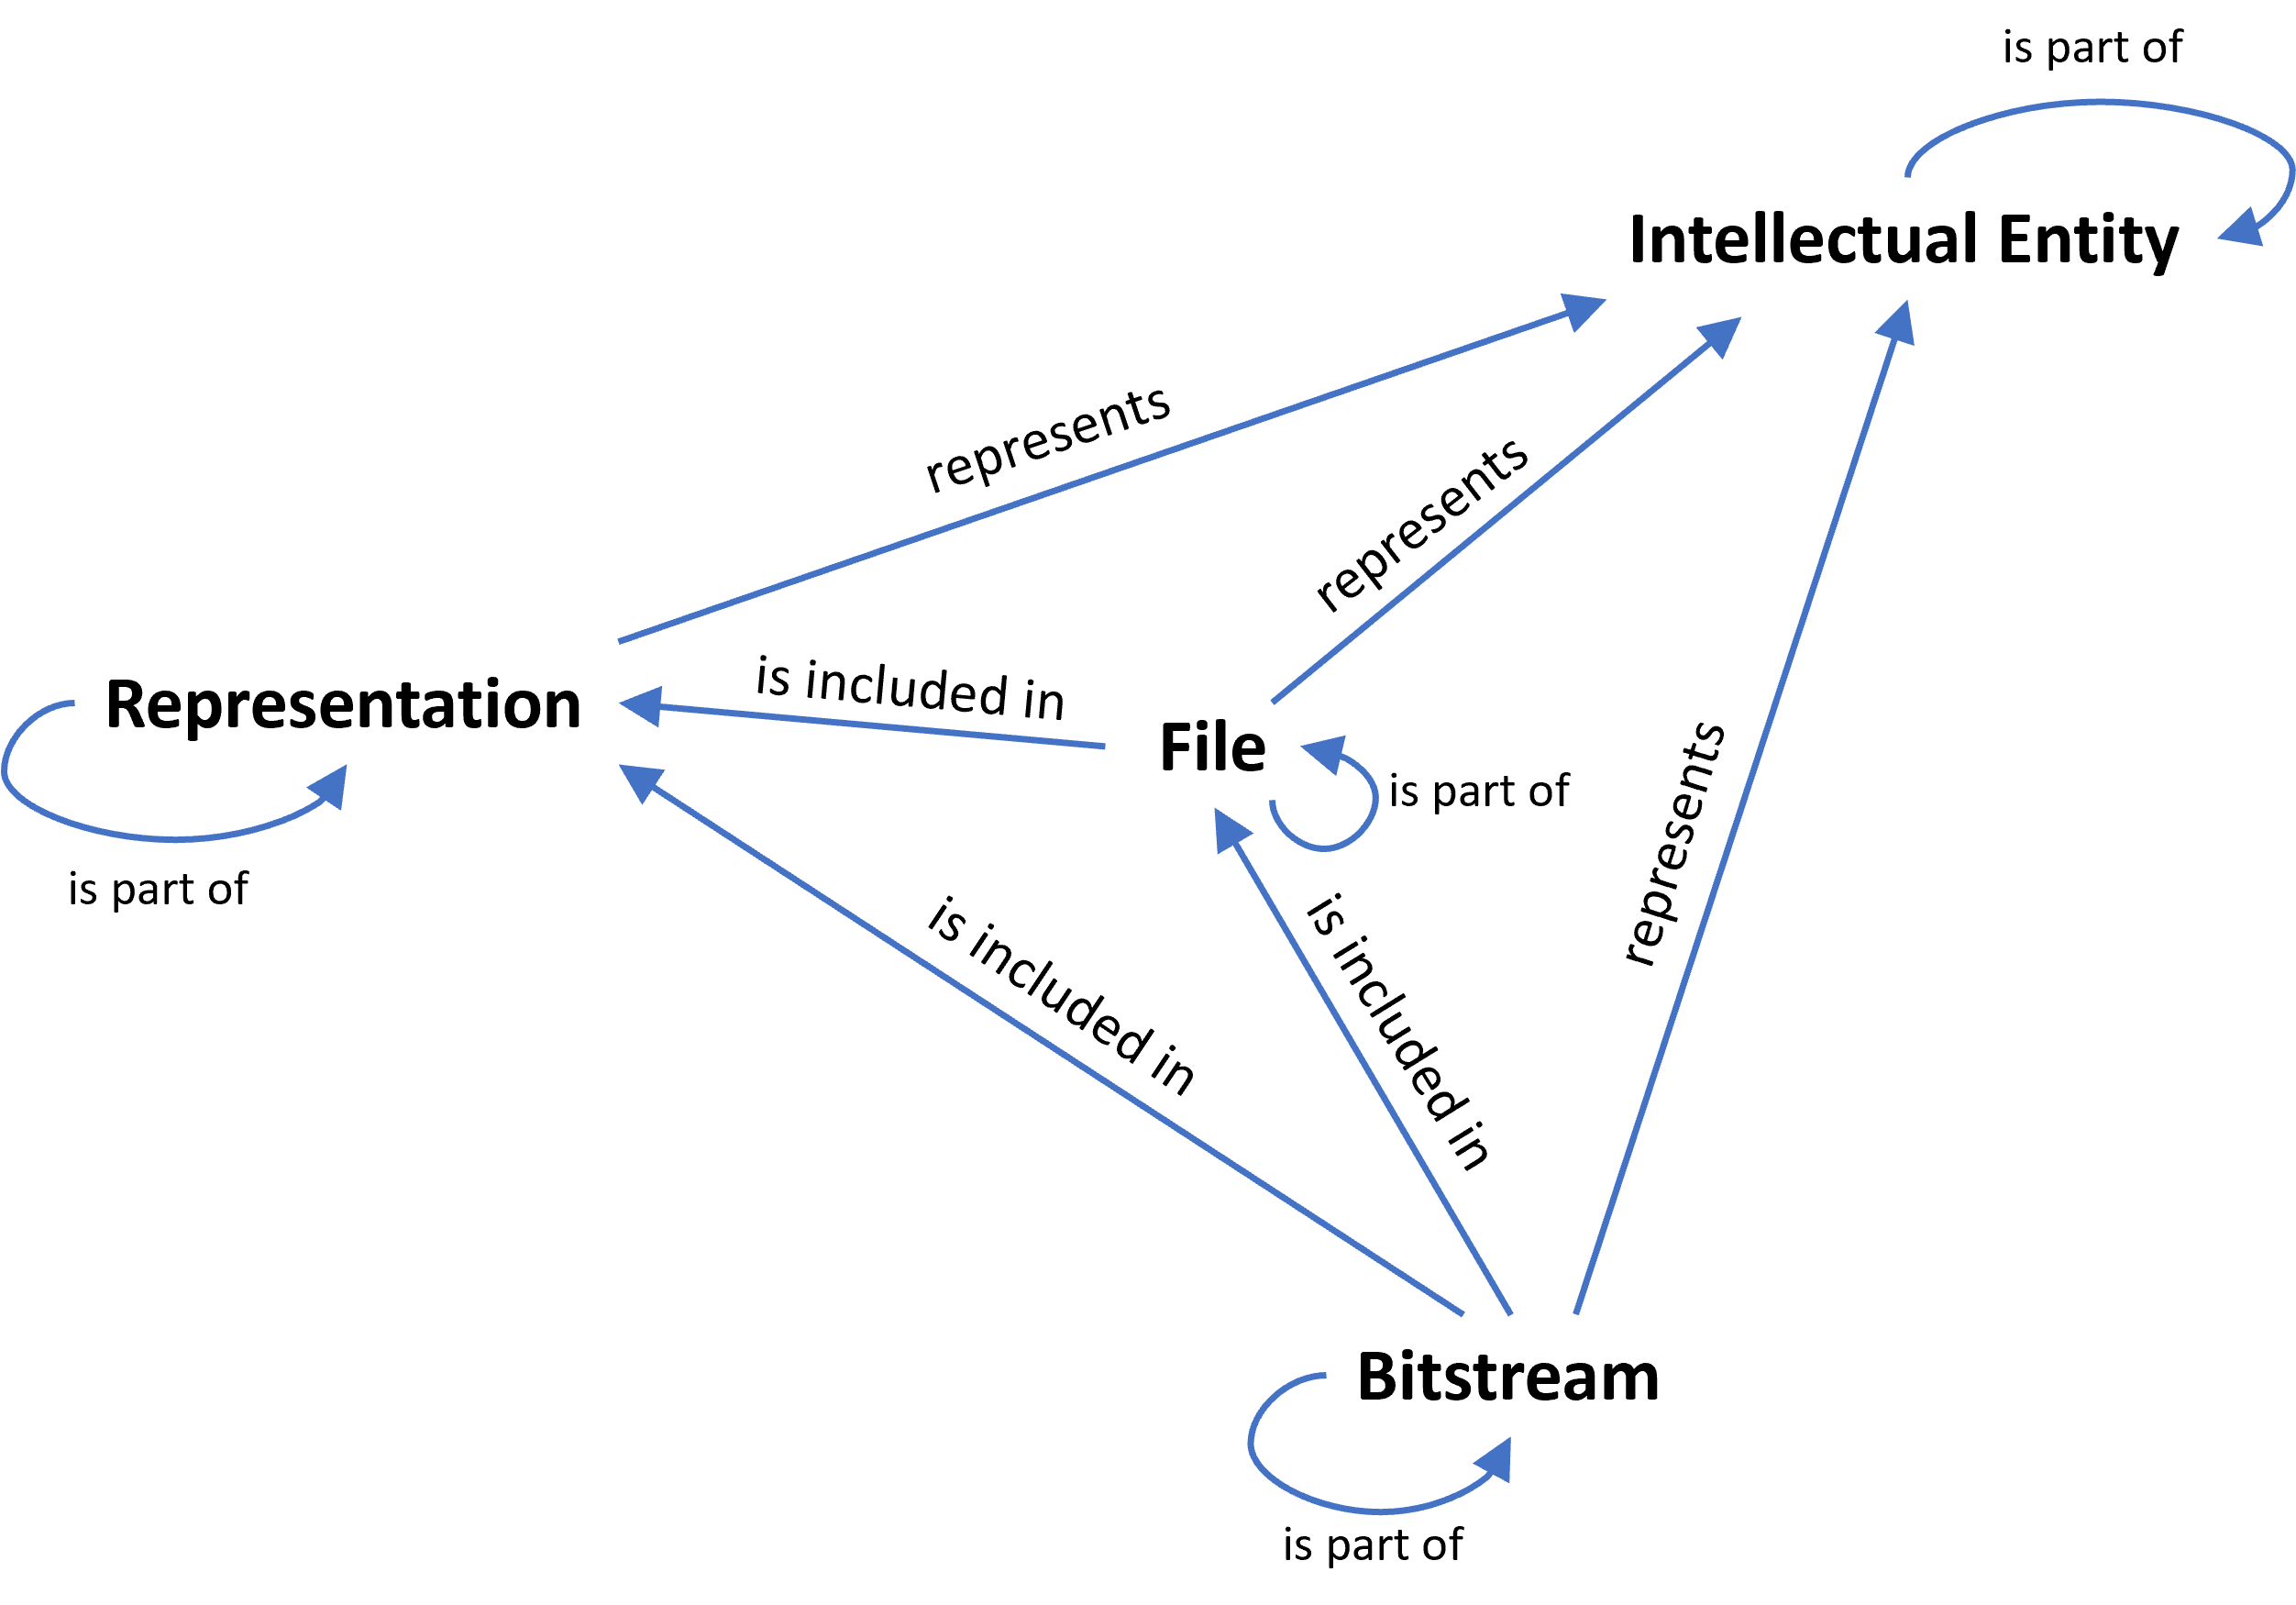 is part of
Intellectual Entity
represents
represents
is included in
Representation
File
is part of
represents
is part of
is included in
is included in
Bitstream
is part of